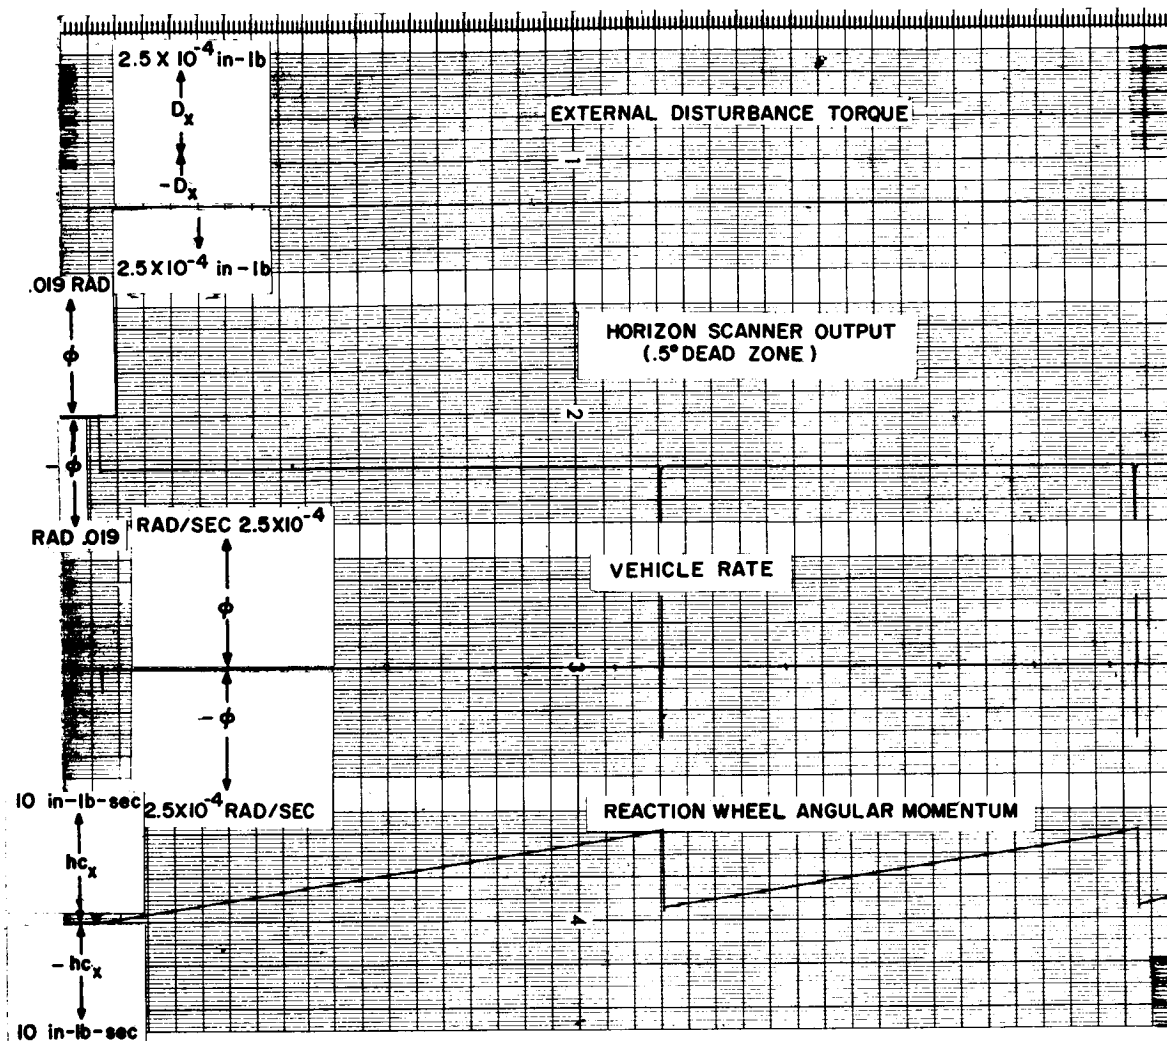 2.5 X 10⁻⁴ in-lb
Dx
-Dx
2.5X10⁻⁴ in-lb
EXTERNAL DISTURBANCE TORQUE
1
.019 RAD
ϕ
HORIZON SCANNER OUTPUT
(.5° DEAD ZONE)
2
-ϕ
RAD .019
RAD/SEC 2.5X10⁻⁴
ϕ
VEHICLE RATE
3
-ϕ
2.5X10⁻⁴ RAD/SEC
10 in-lb-sec
REACTION WHEEL ANGULAR MOMENTUM
hcx
4
-hcx
10 in-lb-sec